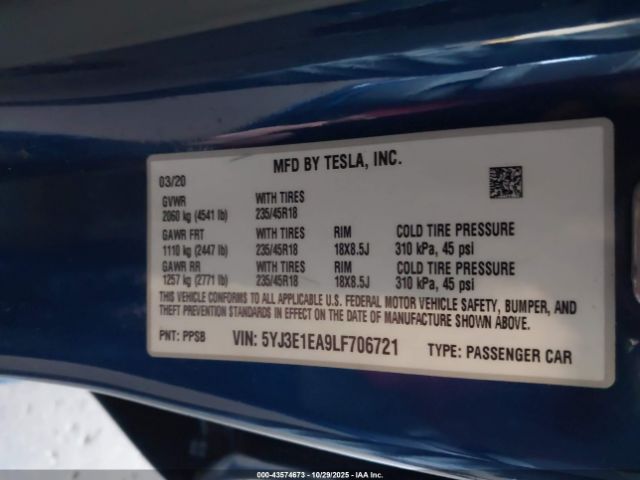 MFD BY TESLA, INC.
03/20
GVWR WITH TIRES
2060 kg (4541 lb) 235/45R18
GAWR FRT WITH TIRES RIM COLD TIRE PRESSURE
1110 kg (2447 lb) 235/45R18 18X8.5J 310 kPa, 45 psi
GAWR RR WITH TIRES RIM COLD TIRE PRESSURE
1257 kg (2771 lb) 235/45R18 18X8.5J 310 kPa, 45 psi
THIS VEHICLE CONFORMS TO ALL APPLICABLE U.S. FEDERAL MOTOR VEHICLE SAFETY, BUMPER, AND
THEFT PREVENTION STANDARDS IN EFFECT ON THE DATE OF MANUFACTURE SHOWN ABOVE.
PNT: PPSB VIN: 5YJ3E1EA9LF706721 TYPE: PASSENGER CAR
00-43574673 - 10/29/2025 - IAA Inc.